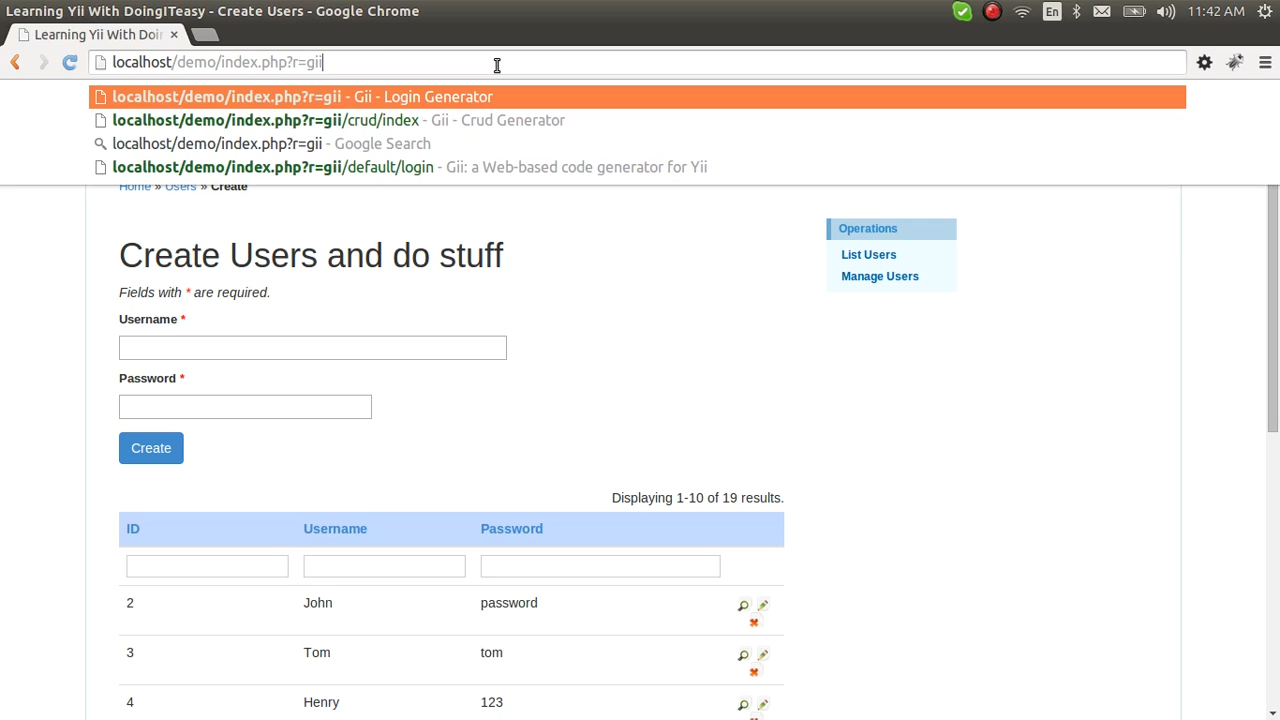 Learning Yii With DoingITeasy - Create Users - Google Chrome
En
11:42 AM
Learning Yii With Doi
localhost/demo/index.php?r=gii
localhost/demo/index.php?r=gii - Gii - Login Generator
localhost/demo/index.php?r=gii/crud/index - Gii - Crud Generator
localhost/demo/index.php?r=gii - Google Search
localhost/demo/index.php?r=gii/default/login - Gii: a Web-based code generator for Yii
Home » Users » Create
Operations
List Users
Manage Users
Create Users and do stuff
Fields with * are required.
Username *
Password *
Create
Displaying 1-10 of 19 results.
ID Username Password
2 John password
3 Tom tom
4 Henry 123